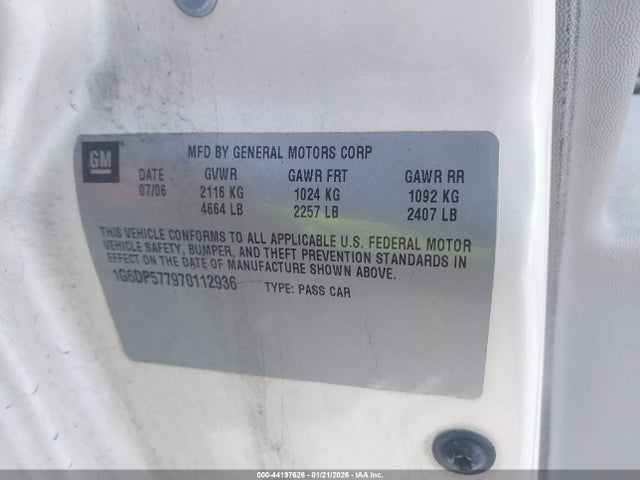 GM
MFD BY GENERAL MOTORS CORP
DATE GVWR GAWR FRT GAWR RR
07/06 2116 KG 1024 KG 1092 KG
4664 LB 2257 LB 2407 LB
THIS VEHICLE CONFORMS TO ALL APPLICABLE U.S. FEDERAL MOTOR
VEHICLE SAFETY, BUMPER, AND THEFT PREVENTION STANDARDS IN
EFFECT ON THE DATE OF MANUFACTURE SHOWN ABOVE.
1G6DP577970112936 TYPE: PASS CAR
000-44197626 - 01/21/2026 - IAA Inc.